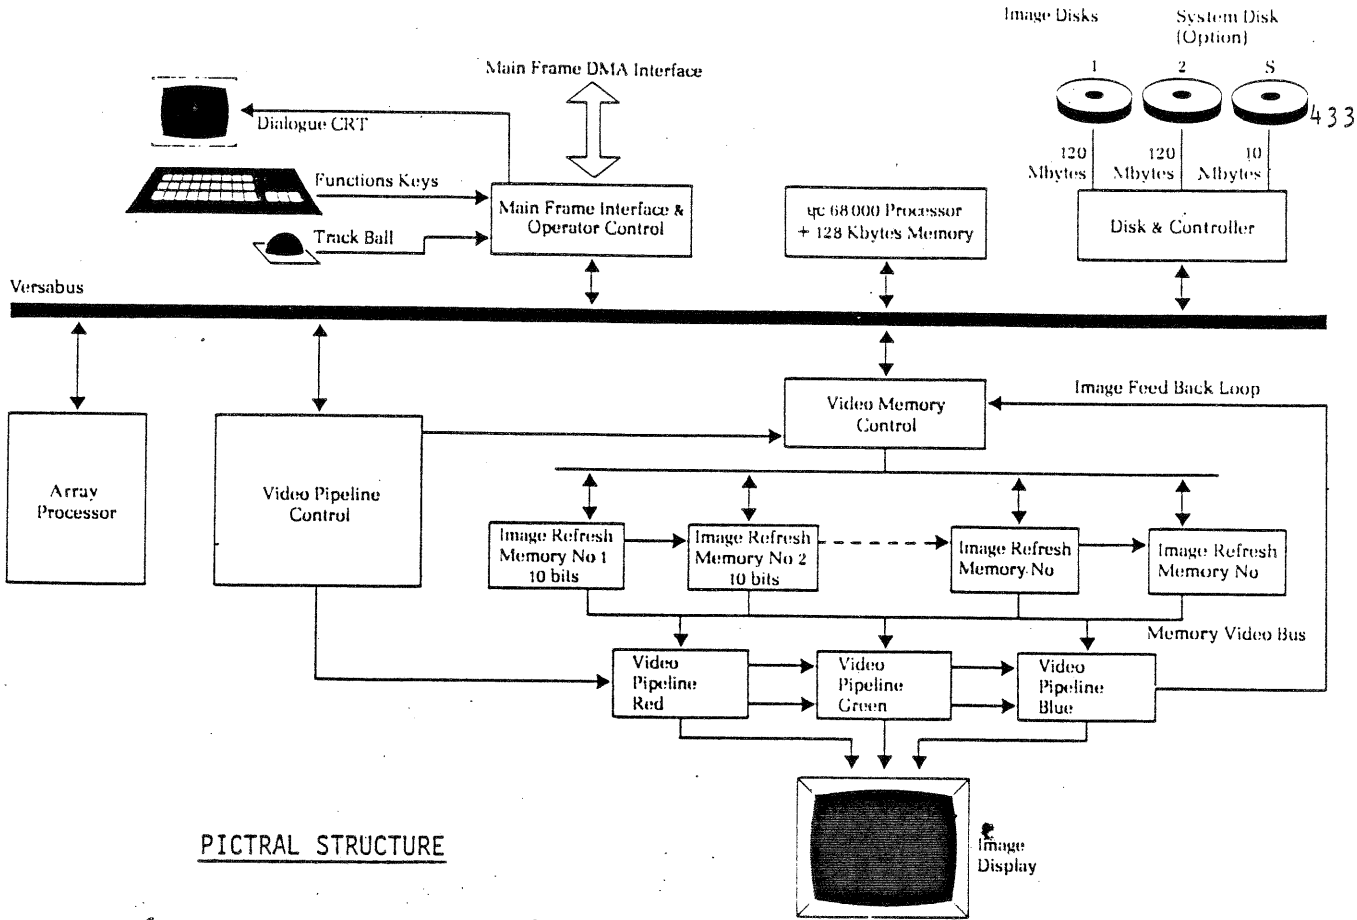 Image Disks
System Disk
(Option)
Main Frame DMA Interface
1
2
S
433
Dialogue CRT
120
Mbytes
120
Mbytes
10
Mbytes
Functions Keys
Main Frame Interface &
Operator Control
68000 Processor
+ 128 Kbytes Memory
Disk & Controller
Track Ball
Versabus
Image Feed Back Loop
Video Memory
Control
Array
Processor
Video Pipeline
Control
Image Refresh
Memory No 1
10 bits
Image Refresh
Memory No 2
10 bits
Image Refresh
Memory No
Image Refresh
Memory No
Memory Video Bus
Video
Pipeline
Red
Video
Pipeline
Green
Video
Pipeline
Blue
PICTRAL STRUCTURE
Image
Display